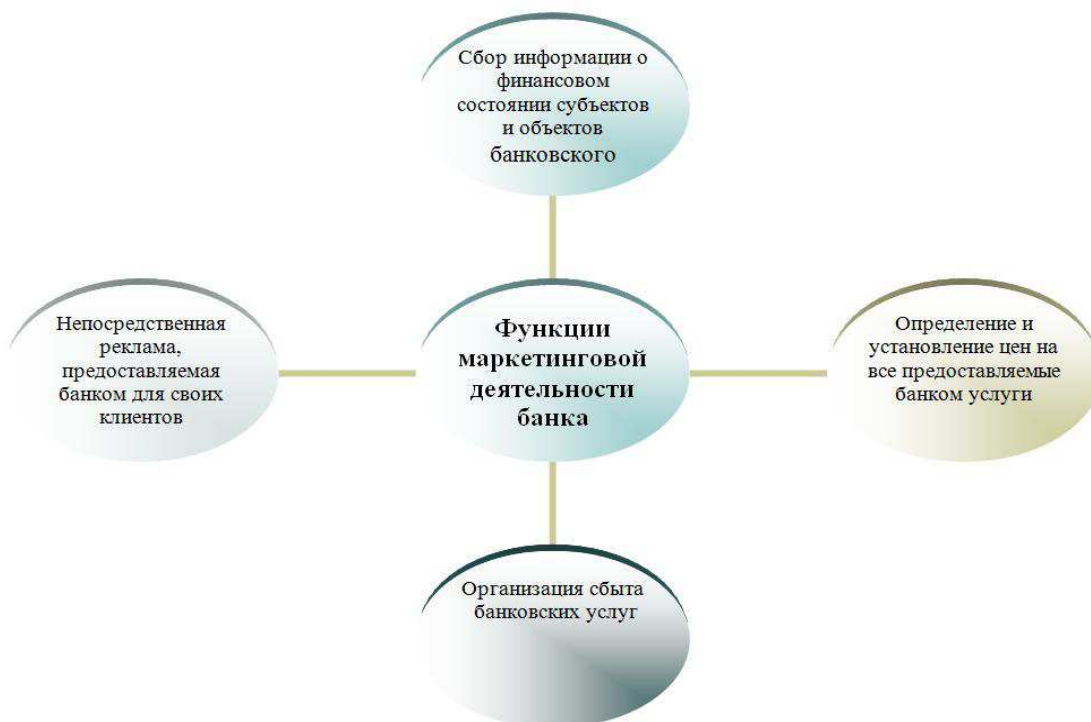 Сбор информации о
финансовом
состоянии субъектов
и объектов
банковского
Непосредственная
реклама,
предоставляемая
банком для своих
клиентов
Функции
маркетинговой
деятельности
банка
Определение и
установление цен на
все предоставляемые
банком услуги
Организация сбыта
банковских услуг